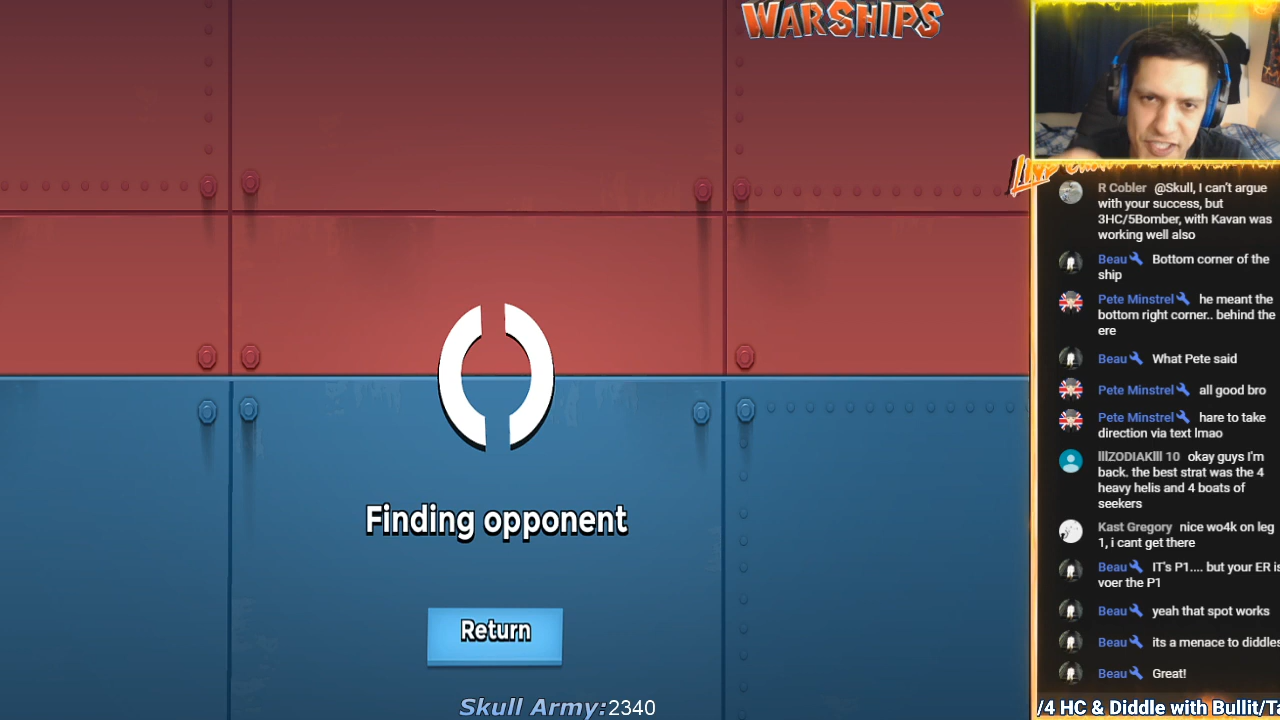 WARSHIPS
R Cobler @Skull, I can't argue
with your success, but
3HC/5Bomber, with Kavan was
working well also
Beau Bottom corner of the
ship
Pete Minstrel he meant the
bottom right corner.. behind the
ere
Beau What Pete said
Pete Minstrel all good bro
Pete Minstrel hare to take
direction via text lmao
lllZODIAKlll 10 okay guys I'm
back. the best strat was the 4
heavy helis and 4 boats of
seekers
Kast Gregory nice wo4k on leg
1, i cant get there
Beau IT's P1.... but your ER is
voer the P1
Beau yeah that spot works
Beau its a menace to diddles
Beau Great!
Finding opponent
Return
Skull Army:2340
/4 HC & Diddle with Bullit/Ta